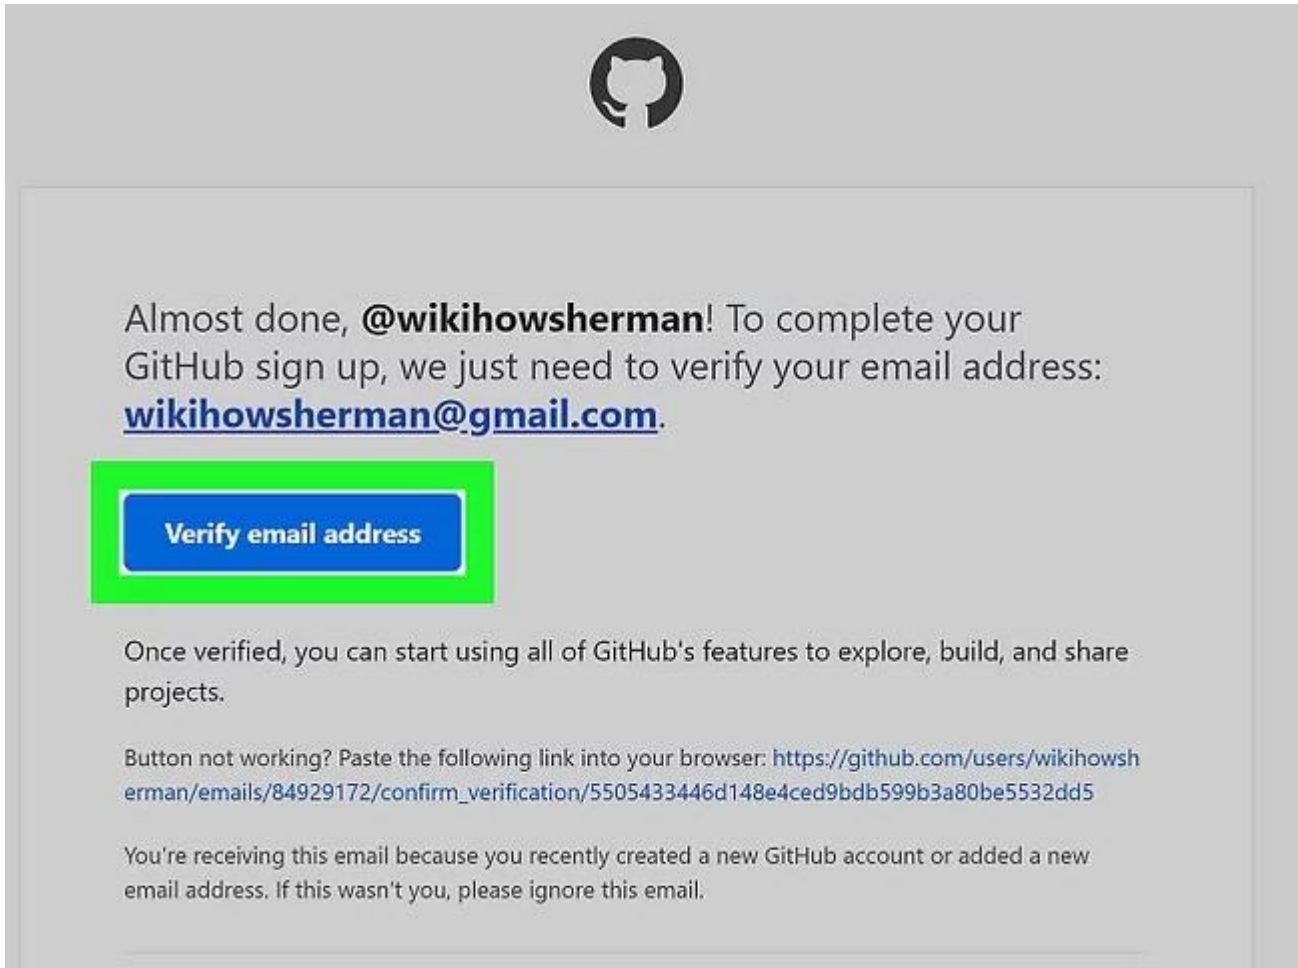 Almost done, @wikihowsherman! To complete your
GitHub sign up, we just need to verify your email address:
wikihowsherman@gmail.com.
Verify email address
Once verified, you can start using all of GitHub's features to explore, build, and share
projects.
Button not working? Paste the following link into your browser: https://github.com/users/wikihowsh
erman/emails/84929172/confirm_verification/5505433446d148e4ced9bdb599b3a80be5532dd5
You're receiving this email because you recently created a new GitHub account or added a new
email address. If this wasn't you, please ignore this email.